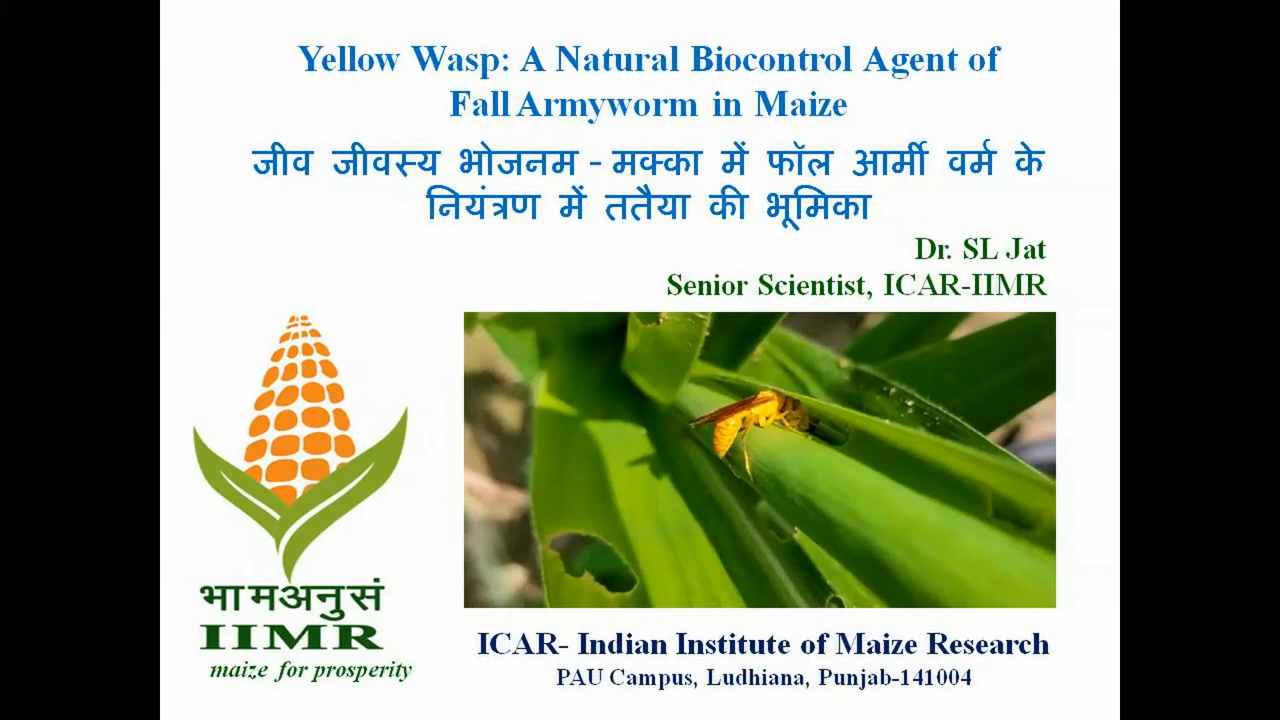 Yellow Wasp: A Natural Biocontrol Agent of
Fall Armyworm in Maize
जीव जीवस्य भोजनम - मक्का में फॉल आर्मी वर्म के
नियंत्रण में ततैया की भूमिका
Dr. SL Jat
Senior Scientist, ICAR-IIMR
भामअनुसं
IIMR
maize for prosperity
ICAR- Indian Institute of Maize Research
PAU Campus, Ludhiana, Punjab-141004